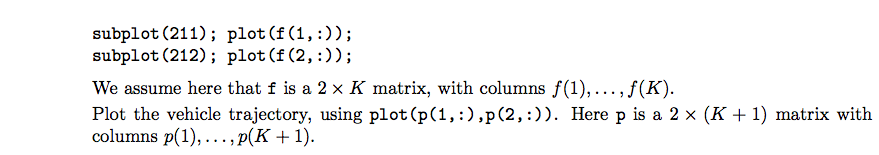 subplot(211); plot(f(1,:));
subplot(212); plot(f(2,:));
We assume here that f is a 2 × K matrix, with columns f(1), . . . , f(K).
Plot the vehicle trajectory, using plot(p(1,:),p(2,:)). Here p is a 2 × (K + 1) matrix with
columns p(1), . . . , p(K + 1).